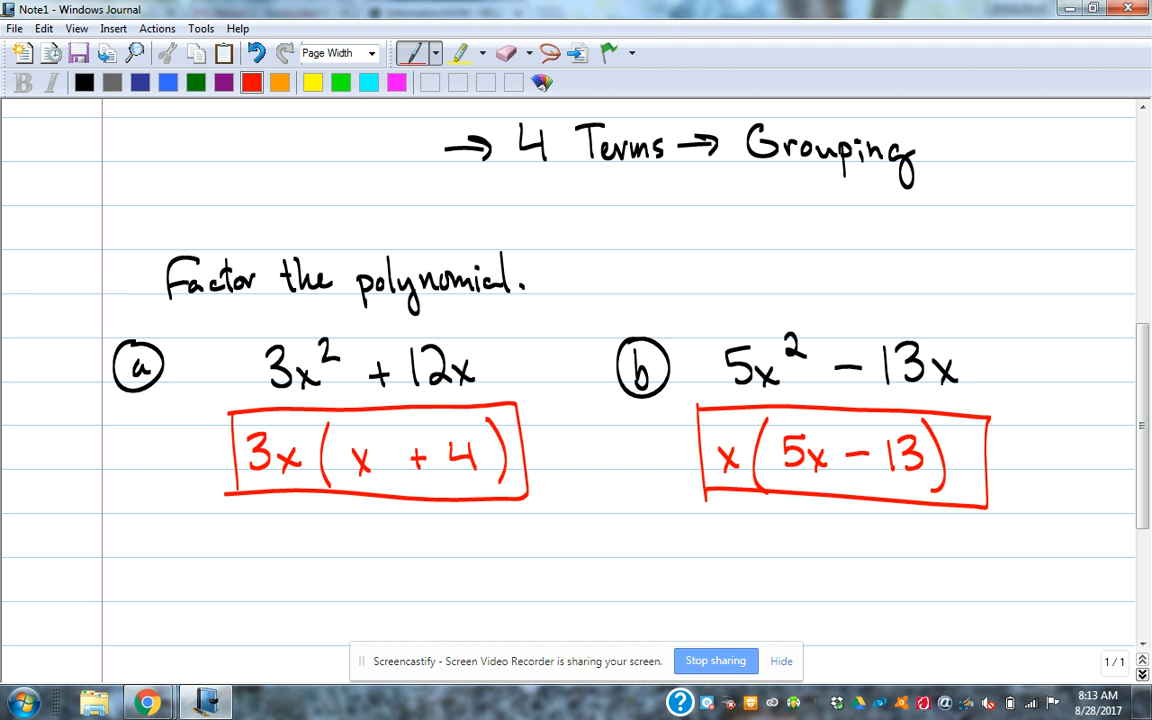 Note1 - Windows Journal
File Edit View Insert Actions Tools Help
Page Width
B I
→ 4 Terms → Grouping
Factor the polynomial.
ⓐ 3x² + 12x ⓑ 5x² - 13x
3x(x + 4) x(5x - 13)
Screencastify - Screen Video Recorder is sharing your screen. Stop sharing Hide
1 / 1
8:13 AM
8/28/2017